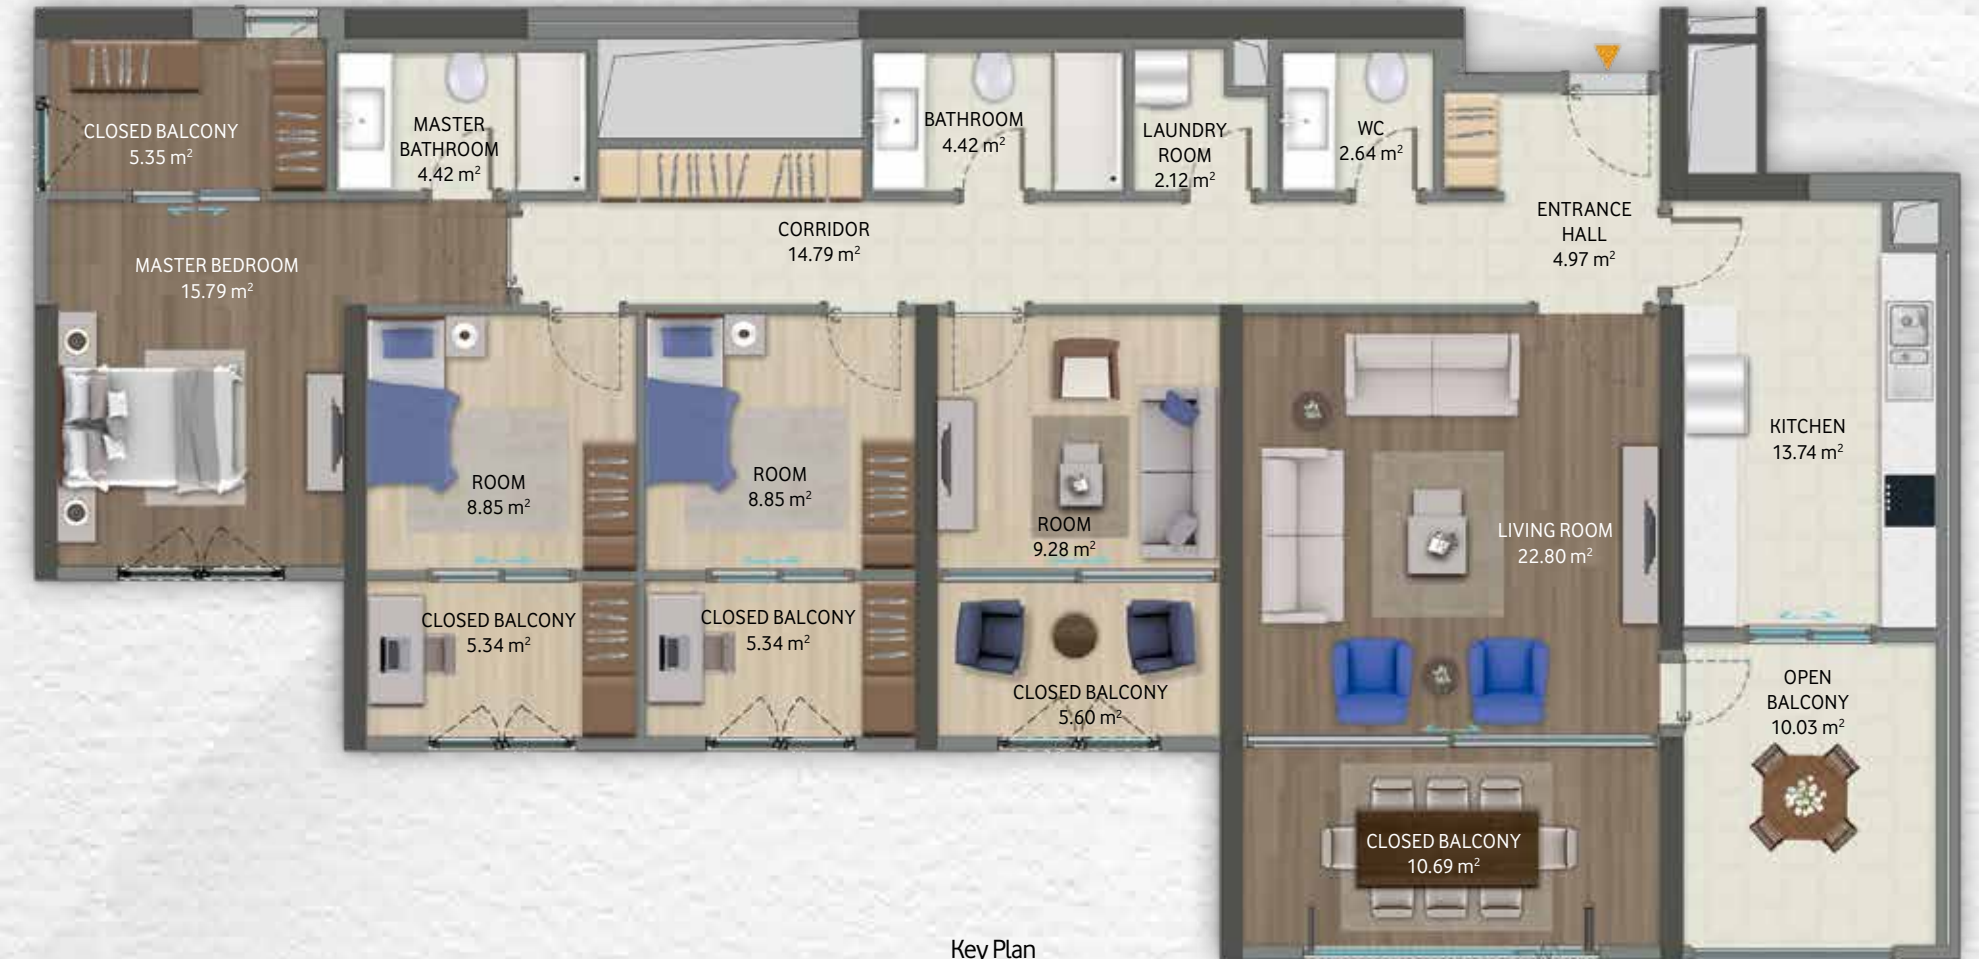 CLOSED BALCONY
5.35 m²
MASTER
BATHROOM
4.42 m²
BATHROOM
4.42 m²
LAUNDRY
ROOM
2.12 m²
WC
2.64 m²
ENTRANCE
HALL
4.97 m²
CORRIDOR
14.79 m²
MASTER BEDROOM
15.79 m²
ROOM
8.85 m²
ROOM
8.85 m²
ROOM
9.28 m²
LIVING ROOM
22.80 m²
KITCHEN
13.74 m²
CLOSED BALCONY
5.34 m²
CLOSED BALCONY
5.34 m²
CLOSED BALCONY
5.60 m²
OPEN
BALCONY
10.03 m²
CLOSED BALCONY
10.69 m²
Key Plan